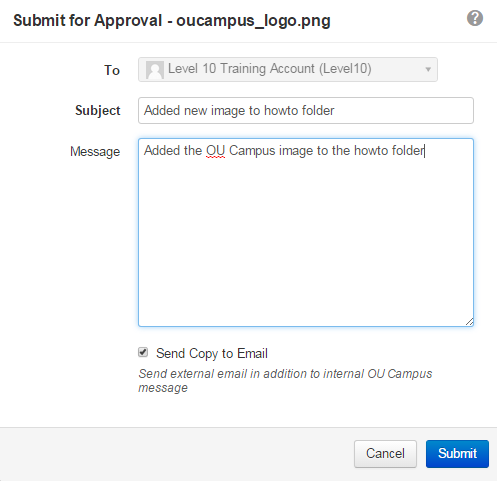 Submit for Approval - oucampus_logo.png
?
To
Level 10 Training Account (Level10)
Subject
Added new image to howto folder
Message
Added the OU Campus image to the howto folder
Send Copy to Email
Send external email in addition to internal OU Campus
message
Cancel
Submit